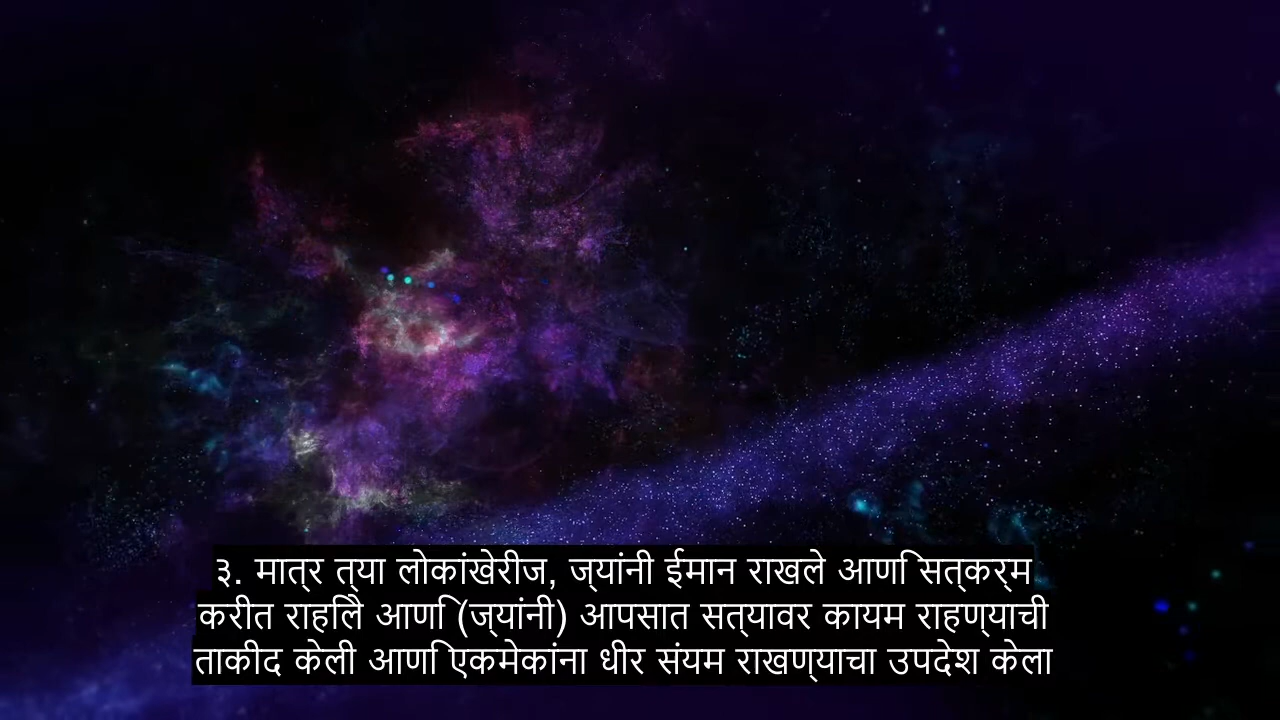 ३. मात्र त्या लोकांखेरीज, ज्यांनी ईमान राखले आणि सत्कर्म
करीत राहिले आणि (ज्यांनी) आपसात सत्यावर कायम राहण्याची
ताकीद केली आणि एकमेकांना धीर संयम राखण्याचा उपदेश केला